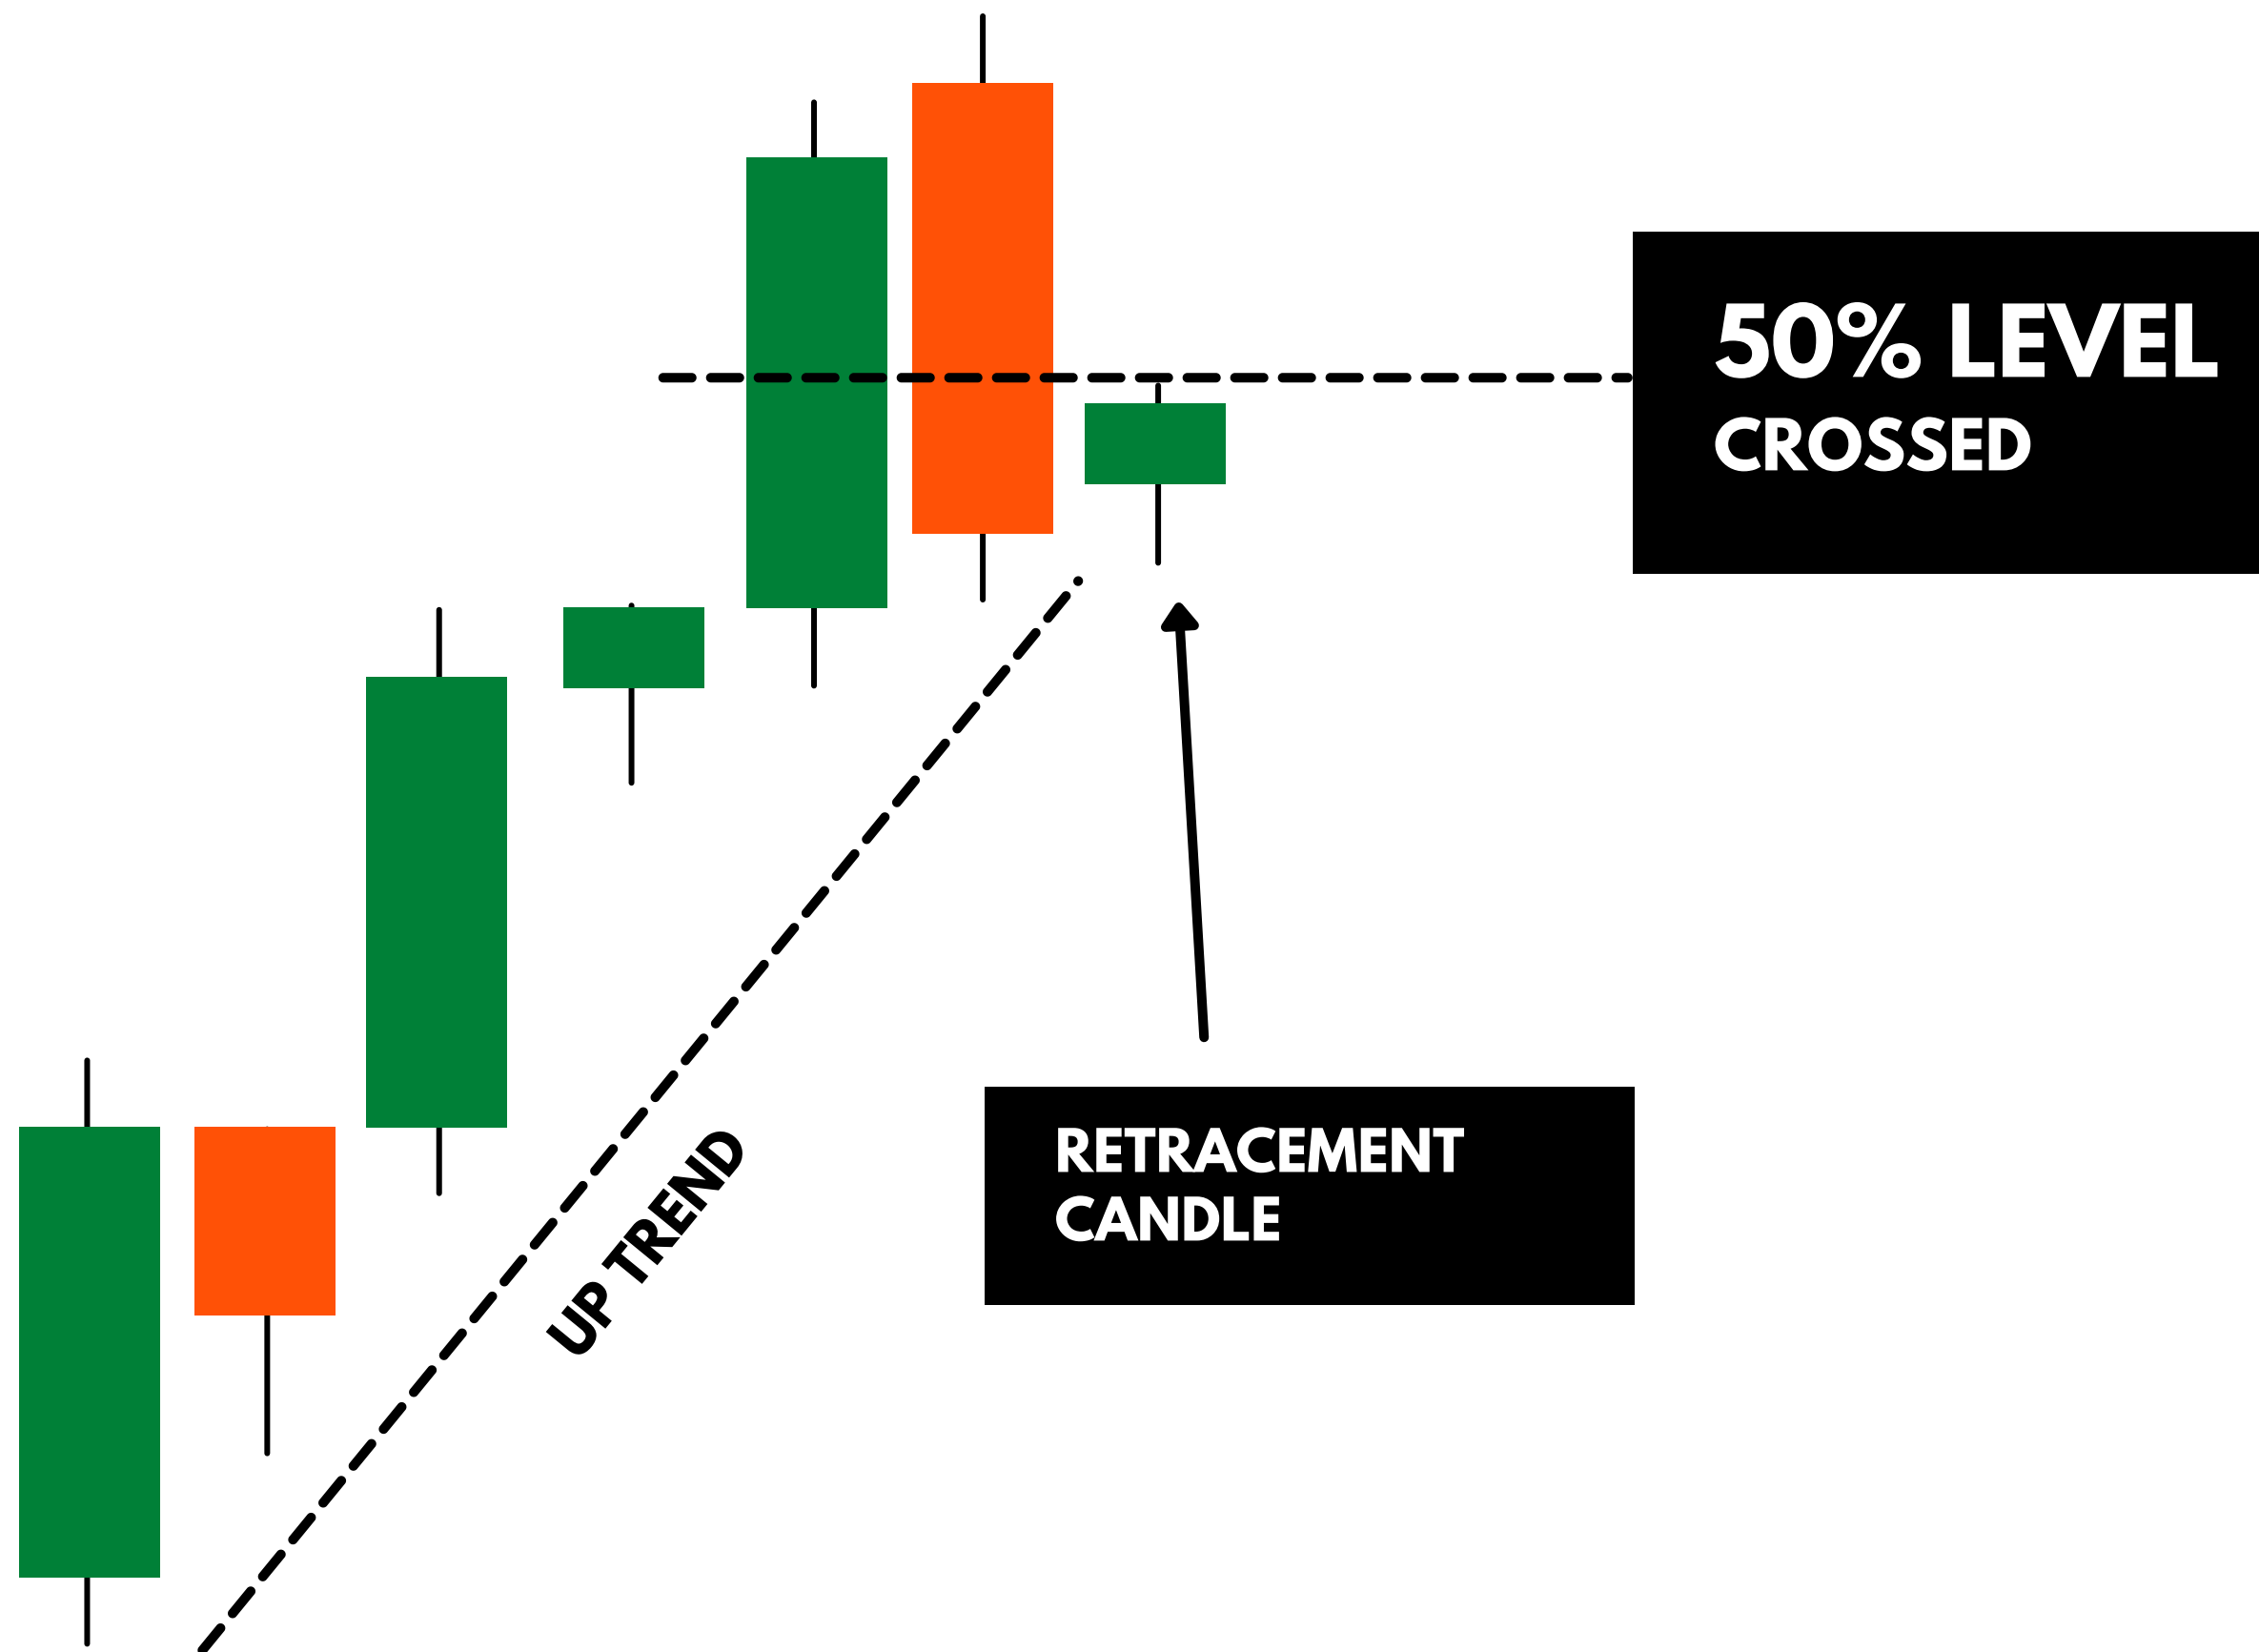 50% LEVEL
CROSSED
UP TREND
RETRACEMENT
CANDLE